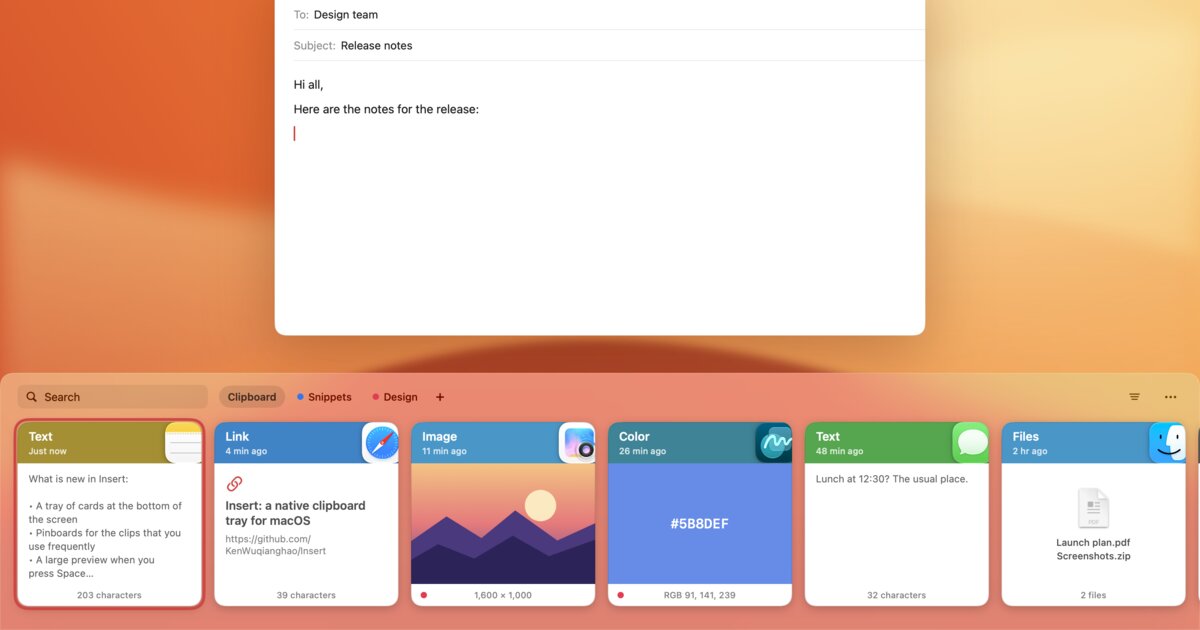 To: Design team
Subject: Release notes
Hi all,
Here are the notes for the release:
Search
Clipboard
Snippets
Design
+
Text
Just now
What is new in Insert:
• A tray of cards at the bottom of
the screen
• Pinboards for the clips that you
use frequently
• A large preview when you
press Space...
203 characters
Link
4 min ago
Insert: a native clipboard
tray for macOS
https://github.com/
KenWuqianghao/Insert
39 characters
Image
11 min ago
1,600 × 1,000
Color
26 min ago
#5B8DEF
RGB 91, 141, 239
Text
48 min ago
Lunch at 12:30? The usual place.
32 characters
Files
2 hr ago
PDF
Launch plan.pdf
Screenshots.zip
2 files